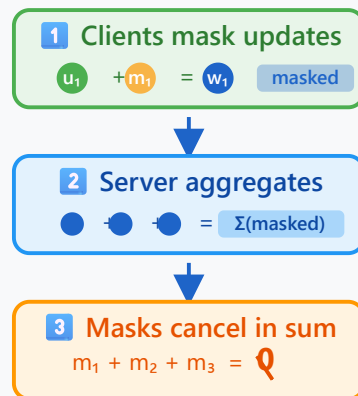 1 Clients mask updates
u₁ + m₁ = w₁ masked
2 Server aggregates
+ + = Σ(masked)
3 Masks cancel in sum
m₁ + m₂ + m₃ =